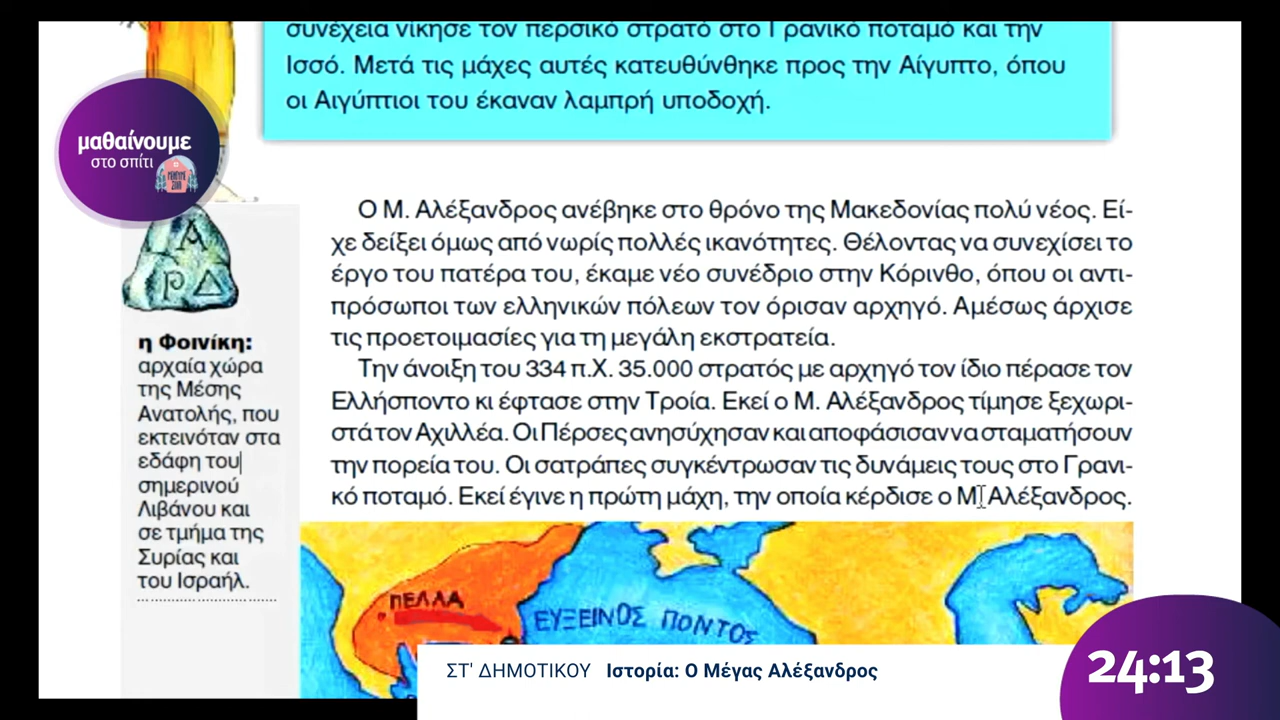 συνέχεια νίκησε τον περσικό στρατό στο Γρανικό ποταμό και την
Ισσό. Μετά τις μάχες αυτές κατευθύνθηκε προς την Αίγυπτο, όπου
οι Αιγύπτιοι του έκαναν λαμπρή υποδοχή.
μαθαίνουμε
στο σπίτι
Α
Ρ Δ
η Φοινίκη:
αρχαία χώρα
της Μέσης
Ανατολής, που
εκτεινόταν στα
εδάφη του
σημερινού
Λιβάνου και
σε τμήμα της
Συρίας και
του Ισραήλ.
Ο Μ. Αλέξανδρος ανέβηκε στο θρόνο της Μακεδονίας πολύ νέος. Εί-
χε δείξει όμως από νωρίς πολλές ικανότητες. Θέλοντας να συνεχίσει το
έργο του πατέρα του, έκαμε νέο συνέδριο στην Κόρινθο, όπου οι αντι-
πρόσωποι των ελληνικών πόλεων τον όρισαν αρχηγό. Αμέσως άρχισε
τις προετοιμασίες για τη μεγάλη εκστρατεία.
Την άνοιξη του 334 π.Χ. 35.000 στρατός με αρχηγό τον ίδιο πέρασε τον
Ελλήσποντο κι έφτασε στην Τροία. Εκεί ο Μ. Αλέξανδρος τίμησε ξεχωρι-
στά τον Αχιλλέα. Οι Πέρσες ανησύχησαν και αποφάσισαν να σταματήσουν
την πορεία του. Οι σατράπες συγκέντρωσαν τις δυνάμεις τους στο Γρανι-
κό ποταμό. Εκεί έγινε η πρώτη μάχη, την οποία κέρδισε ο Μ. Αλέξανδρος.
ΠΕΛΛΑ
ΕΥΞΕΙΝΟΣ ΠΟΝΤΟΣ
ΣΤ' ΔΗΜΟΤΙΚΟΥ Ιστορία: Ο Μέγας Αλέξανδρος
24:13